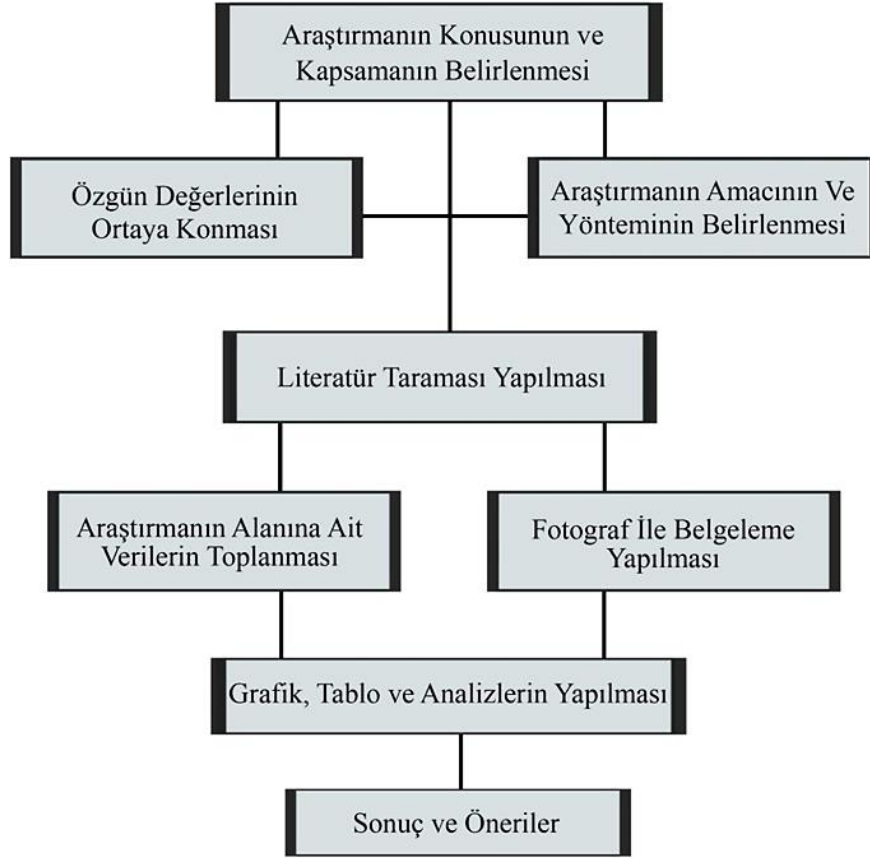 Araştırmanın Konusunun ve
Kapsamanın Belirlenmesi
Özgün Değerlerinin
Ortaya Konması
Araştırmanın Amacının Ve
Yönteminin Belirlenmesi
Literatür Taraması Yapılması
Araştırmanın Alanına Ait
Verilerin Toplanması
Fotograf İle Belgeleme
Yapılması
Grafik, Tablo ve Analizlerin Yapılması
Sonuç ve Öneriler